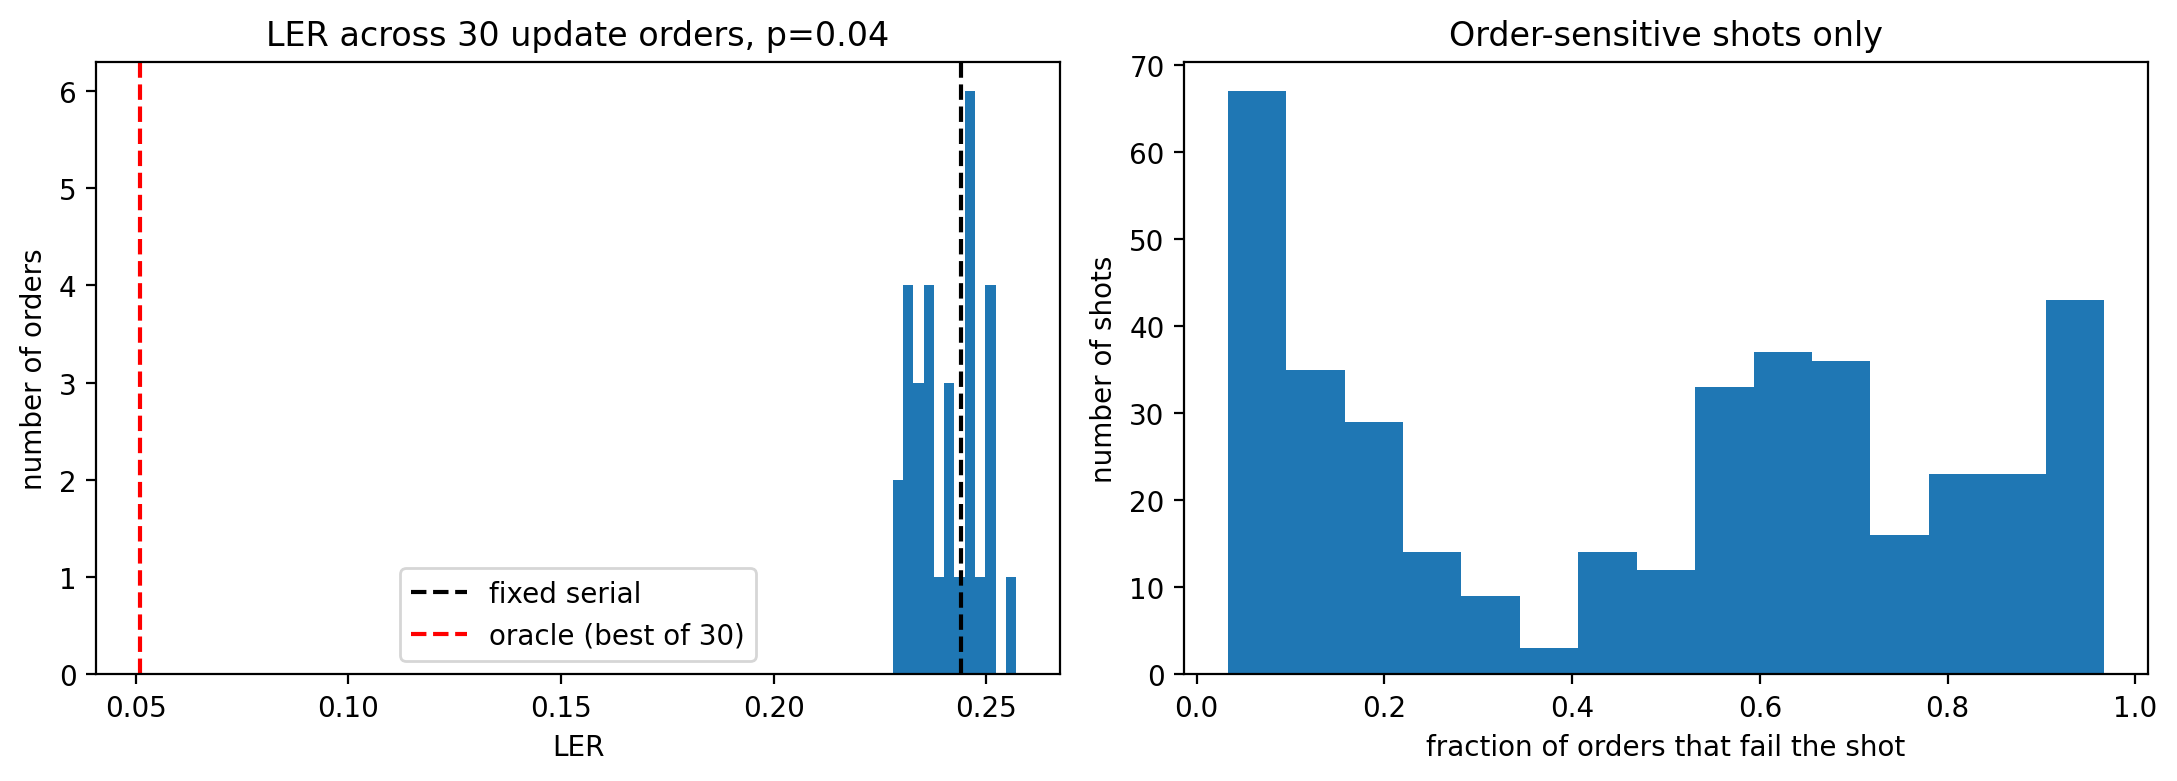 LER across 30 update orders, p=0.04
number of orders
6
5
4
3
2
1
0
fixed serial
oracle (best of 30)
0.05 0.10 0.15 0.20 0.25
LER
Order-sensitive shots only
number of shots
70
60
50
40
30
20
10
0
0.0 0.2 0.4 0.6 0.8 1.0
fraction of orders that fail the shot